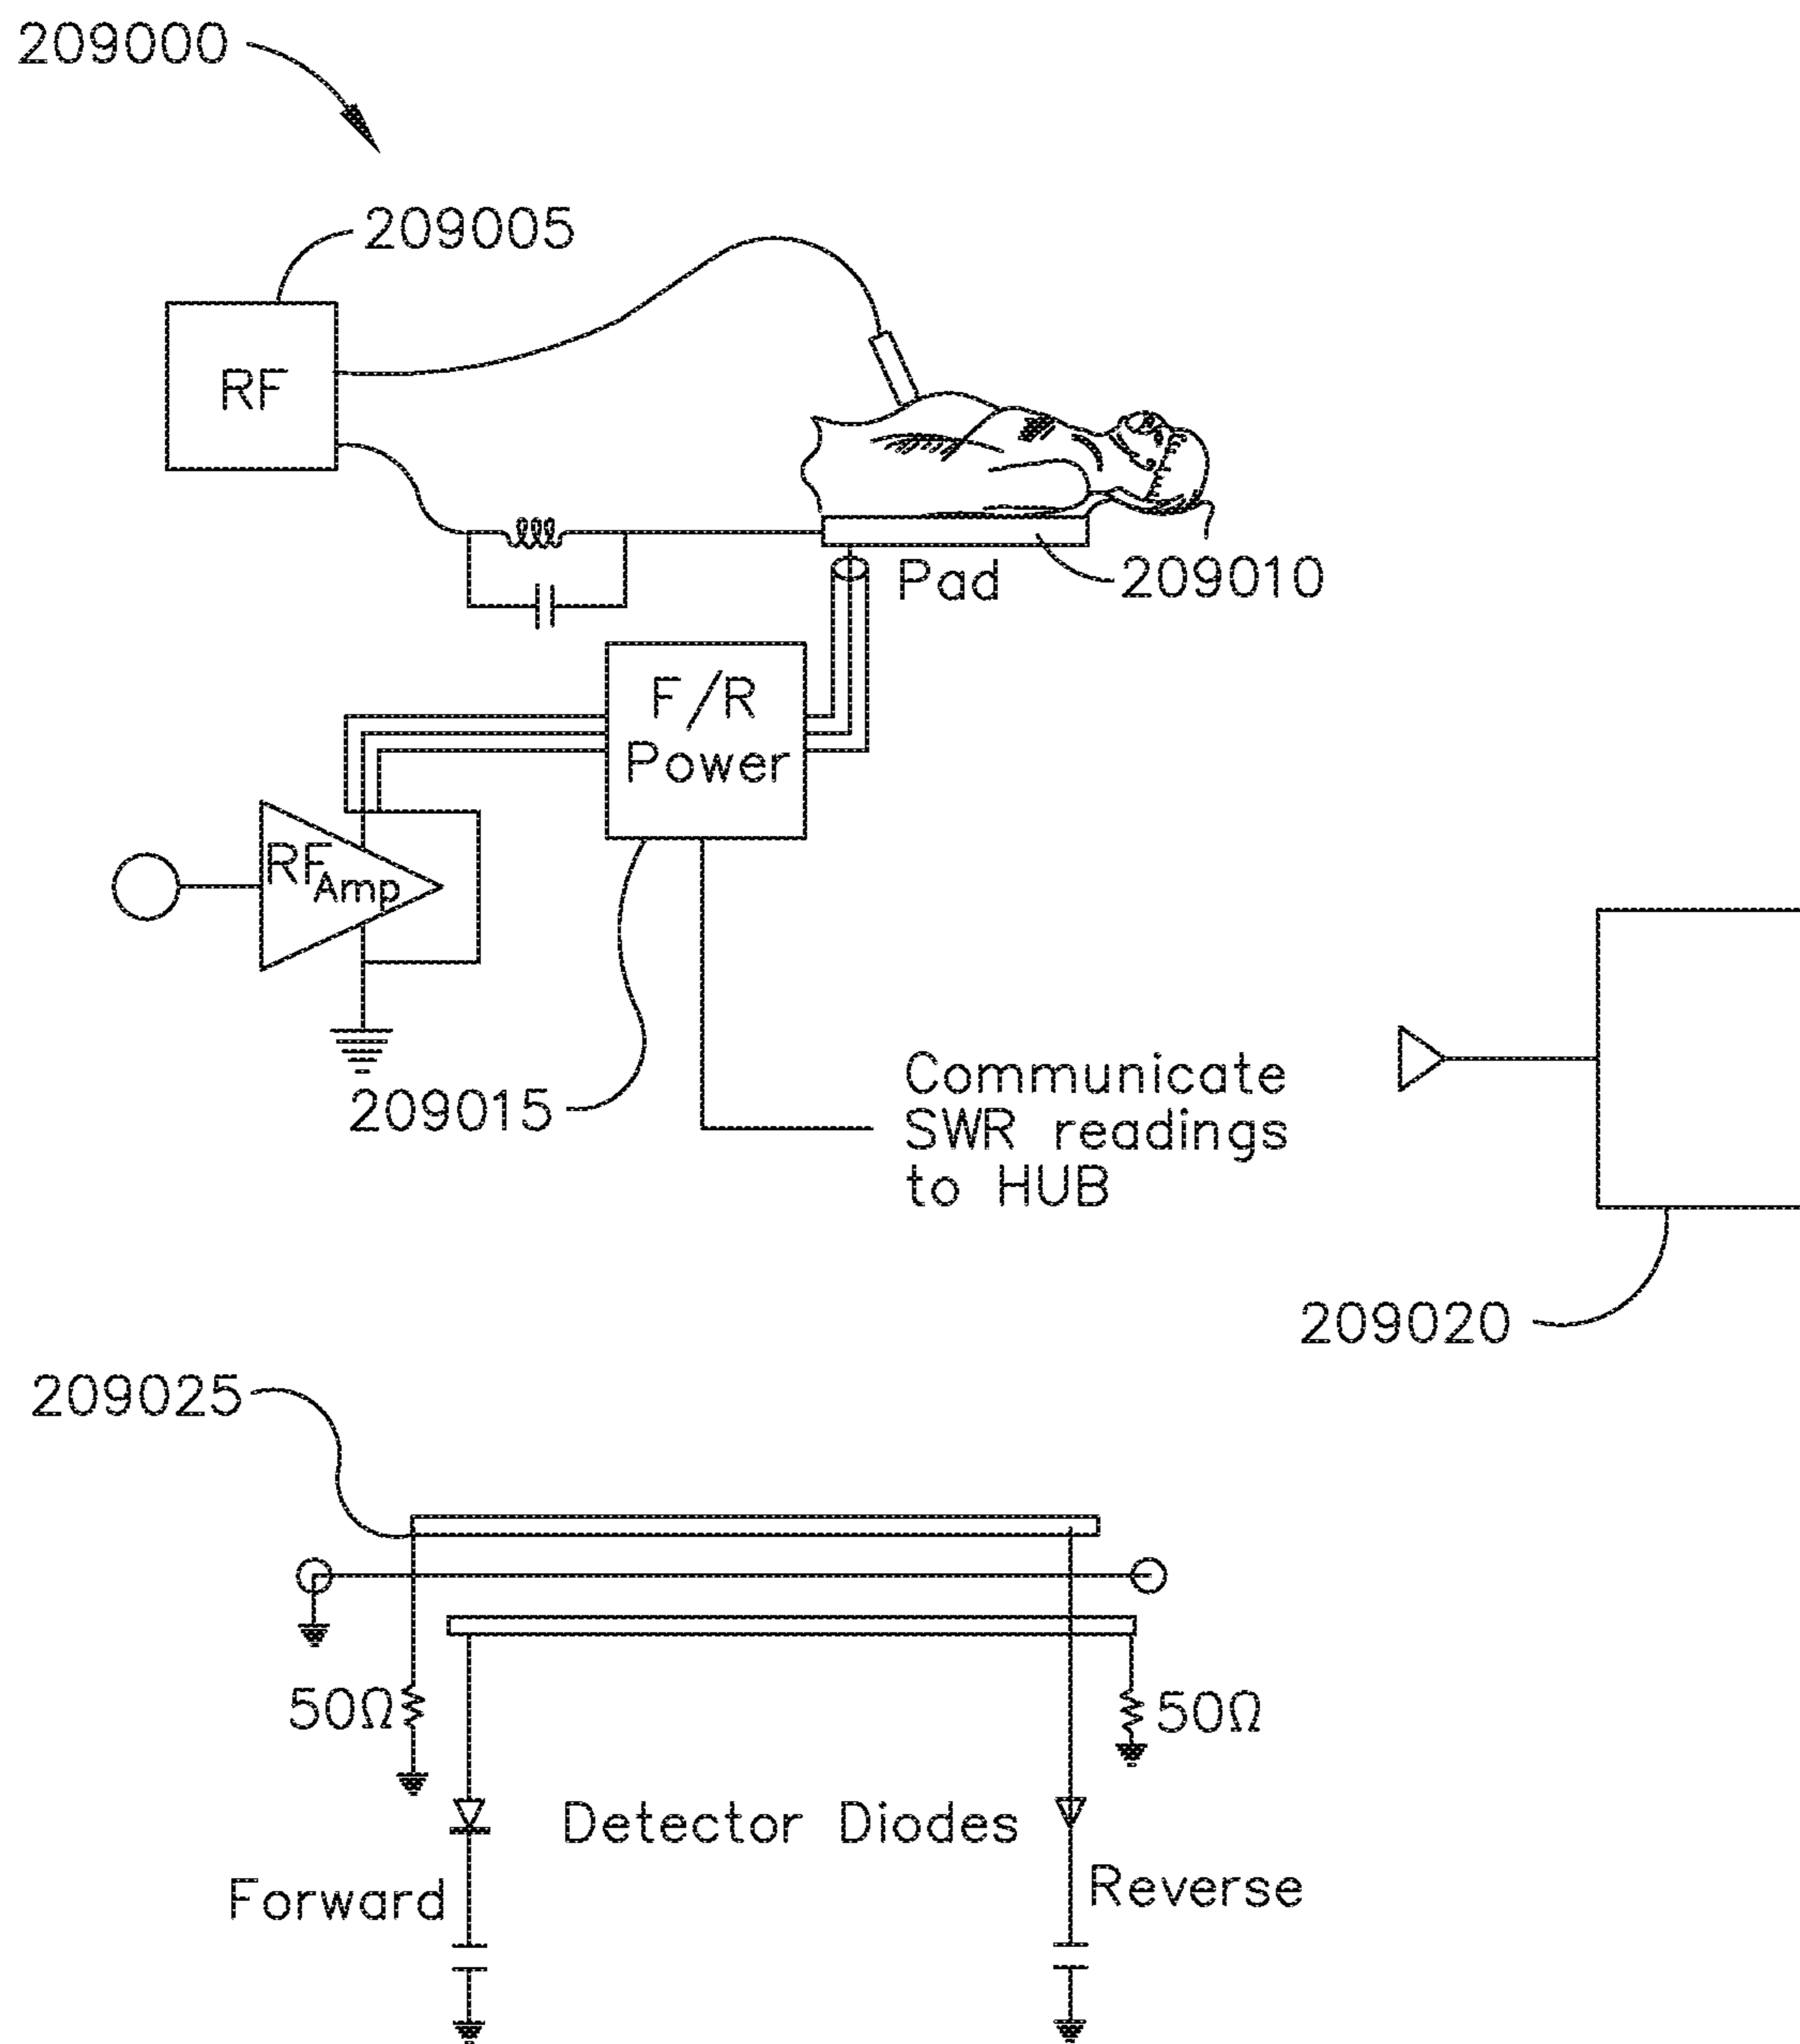 209000
209005
RF
Pad
209010
F/R
Power
RF Amp
209015
Communicate
SWR readings
to HUB
209020
209025
50Ω
50Ω
Detector Diodes
Forward
Reverse